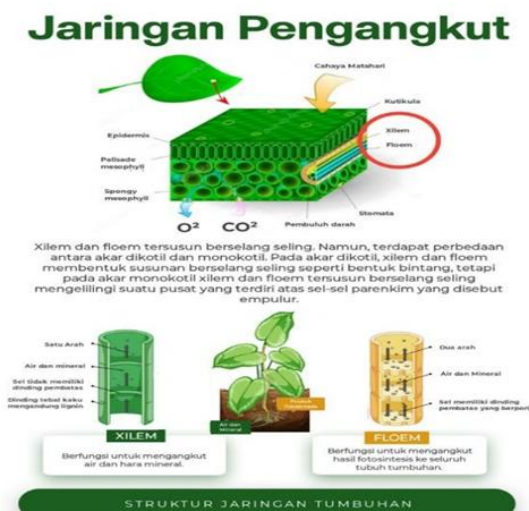 Jaringan Pengangkut
Cahaya Matahari
Kutikula
Xilem
Floem
Epidermis
Palisade
mesophyll
Spongy
mesophyll
Stomata
Pembuluh darah
O² CO²
Xilem dan floem tersusun berselang seling. Namun, terdapat perbedaan
antara akar dikotil dan monokotil. Pada akar dikotil, xilem dan floem
membentuk susunan berselang seling seperti bentuk bintang, tetapi
pada akar monokotil xilem dan floem tersusun berselang seling
mengelilingi suatu pusat yang terdiri atas sel-sel parenkim yang disebut
empulur.
Satu Arah
Air dan mineral
Sel tidak memiliki
dinding pembatas
Dinding tebal kaku
mengandung lignin
XILEM
Berfungsi untuk mengangkut
air dan hara mineral.
Air dan
Mineral
Produk
Dua arah
Air dan Mineral
Sel memiliki dinding
pembatas yang berpori
FLOEM
Berfungsi untuk mengangkut
hasil fotosintesis ke seluruh
tubuh tumbuhan.
STRUKTUR JARINGAN TUMBUHAN